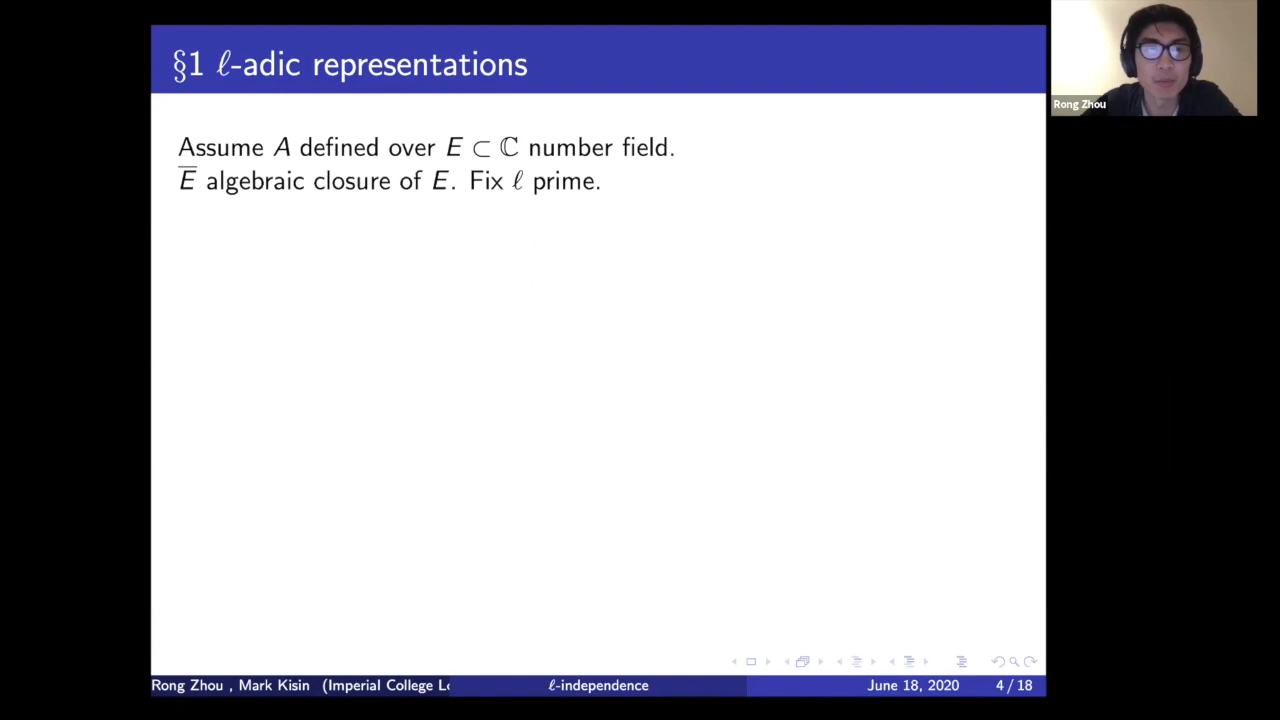 §1 ℓ-adic representations
Rong Zhou
Assume A defined over E ⊂ ℂ number field.
E̅ algebraic closure of E. Fix ℓ prime.
Rong Zhou , Mark Kisin (Imperial College Lo
ℓ-independence
June 18, 2020
4 / 18